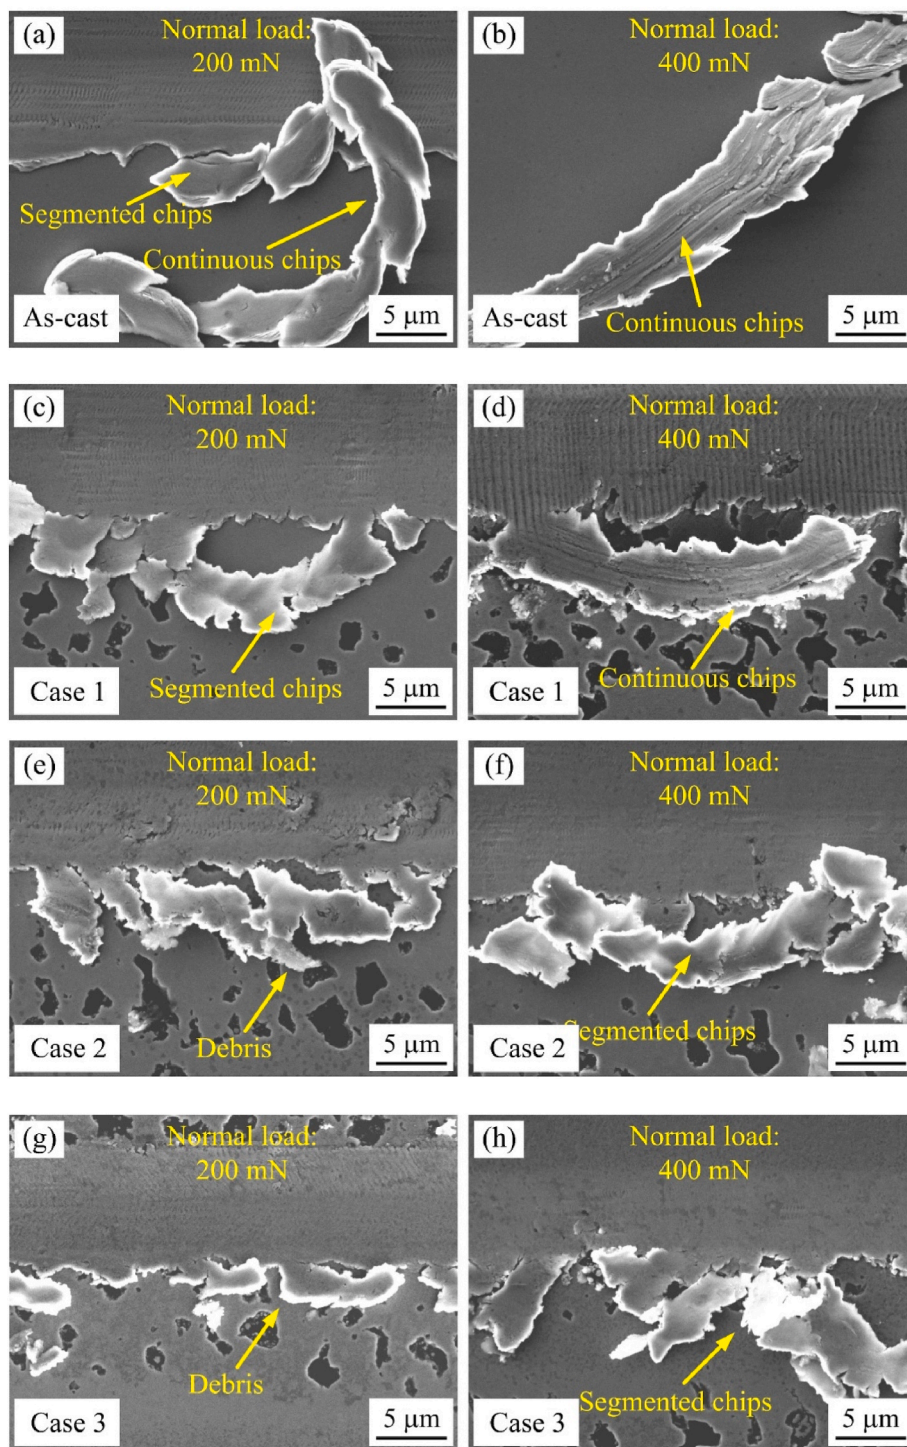 (a)
Normal load:
200 mN
Segmented chips
Continuous chips
As-cast
5 μm
(b)
Normal load:
400 mN
Continuous chips
As-cast
5 μm
(c)
Normal load:
200 mN
Segmented chips
Case 1
5 μm
(d)
Normal load:
400 mN
Continuous chips
Case 1
5 μm
(e)
Normal load:
200 mN
Debris
Case 2
5 μm
(f)
Normal load:
400 mN
Segmented chips
Case 2
5 μm
(g)
Normal load:
200 mN
Debris
Case 3
5 μm
(h)
Normal load:
400 mN
Segmented chips
Case 3
5 μm